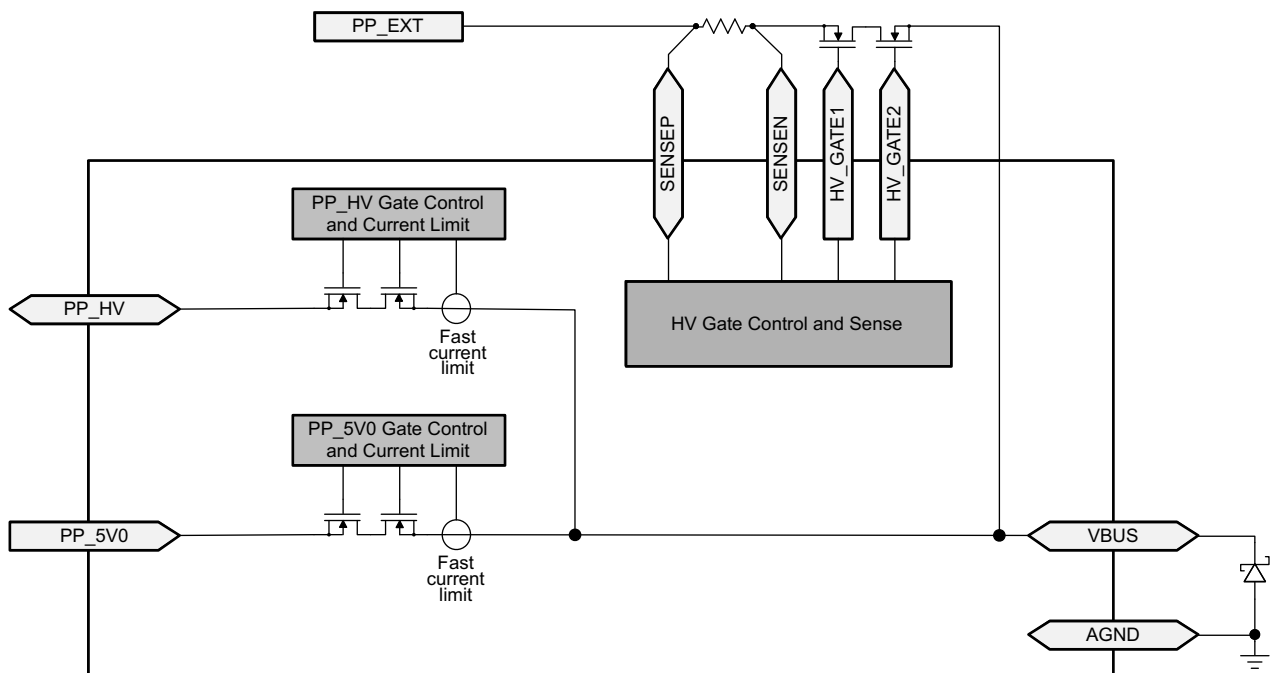 PP_EXT
SENSEP
SENSEN
HV_GATE1
HV_GATE2
PP_HV Gate Control
and Current Limit
PP_HV
Fast
current
limit
HV Gate Control and Sense
PP_5V0 Gate Control
and Current Limit
PP_5V0
Fast
current
limit
VBUS
AGND